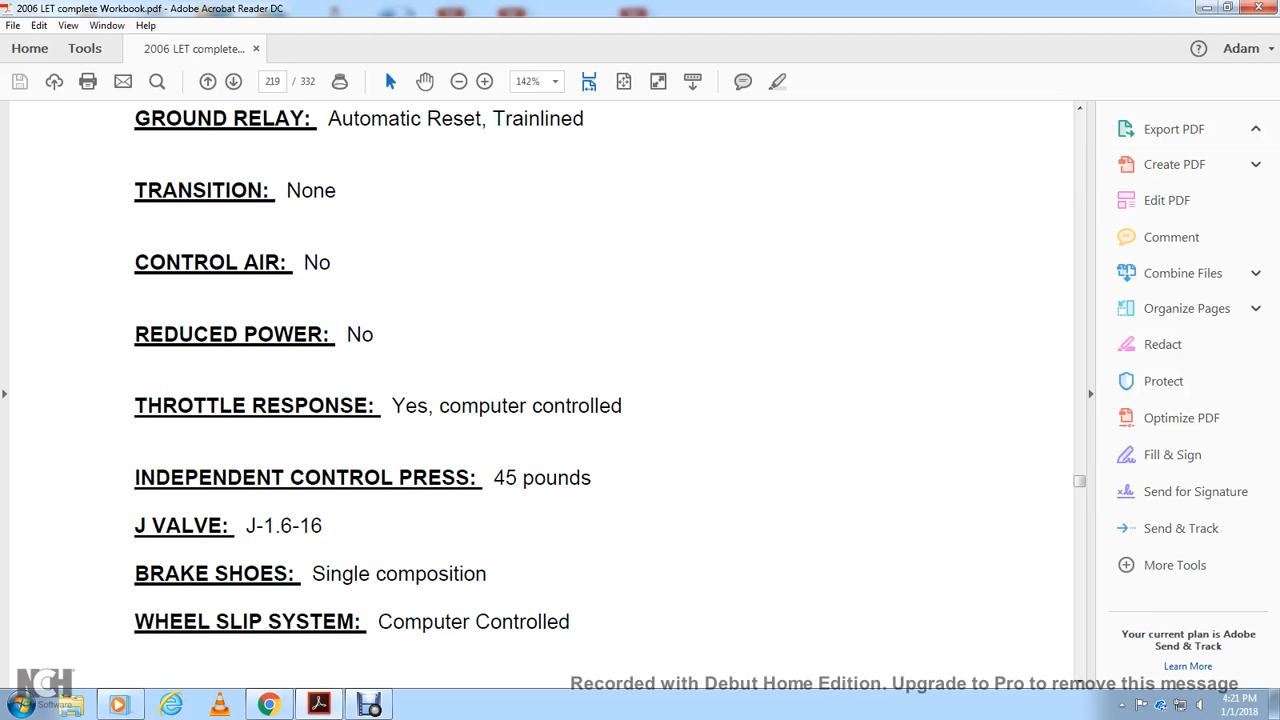 2006 LET complete Workbook.pdf - Adobe Acrobat Reader DC
File Edit View Window Help
Home Tools 2006 LET complete... × Adam
219 / 332 142%
GROUND RELAY: Automatic Reset, Trainlined
TRANSITION: None
CONTROL AIR: No
REDUCED POWER: No
THROTTLE RESPONSE: Yes, computer controlled
INDEPENDENT CONTROL PRESS: 45 pounds
J VALVE: J-1.6-16
BRAKE SHOES: Single composition
WHEEL SLIP SYSTEM: Computer Controlled
Export PDF
Create PDF
Edit PDF
Comment
Combine Files
Organize Pages
Redact
Protect
Optimize PDF
Fill & Sign
Send for Signature
Send & Track
More Tools
Your current plan is Adobe
Send & Track
Learn More
NCH
Software
Recorded with Debut Home Edition. Upgrade to Pro to remove this message
4:21 PM
1/1/2018